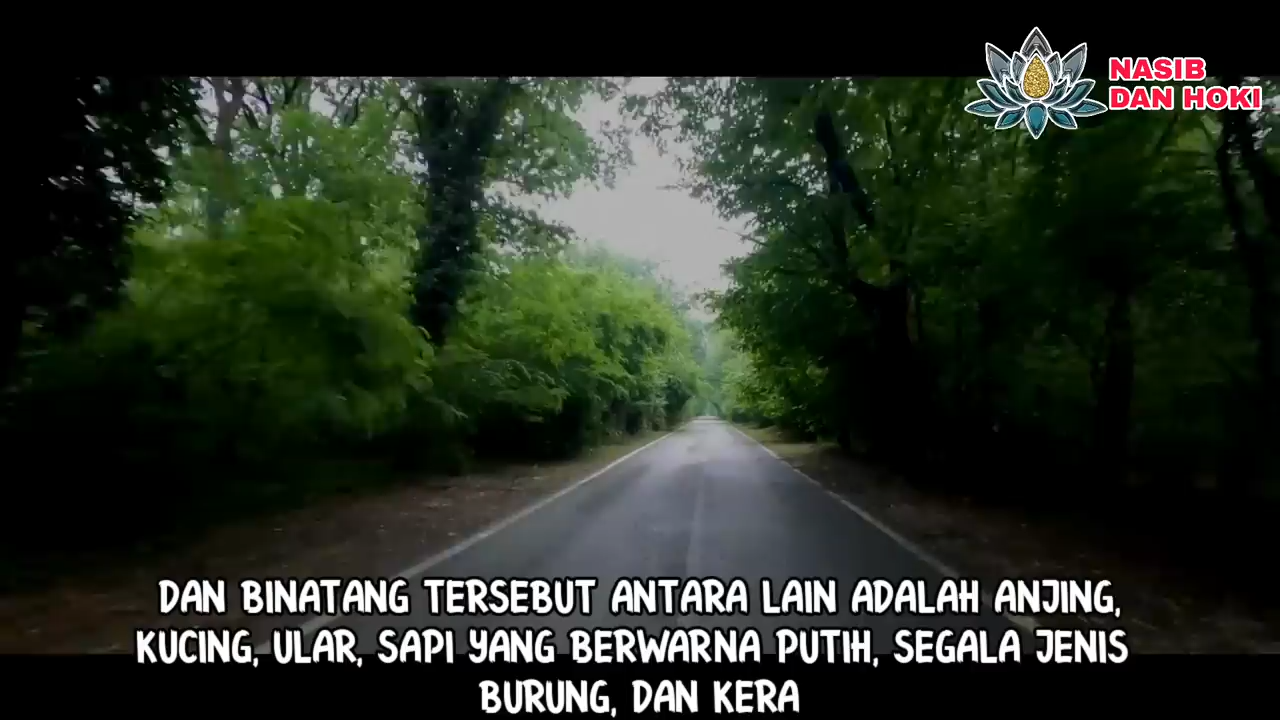 NASIB
DAN HOKI
DAN BINATANG TERSEBUT ANTARA LAIN ADALAH ANJING,
KUCING, ULAR, SAPI YANG BERWARNA PUTIH, SEGALA JENIS
BURUNG, DAN KERA